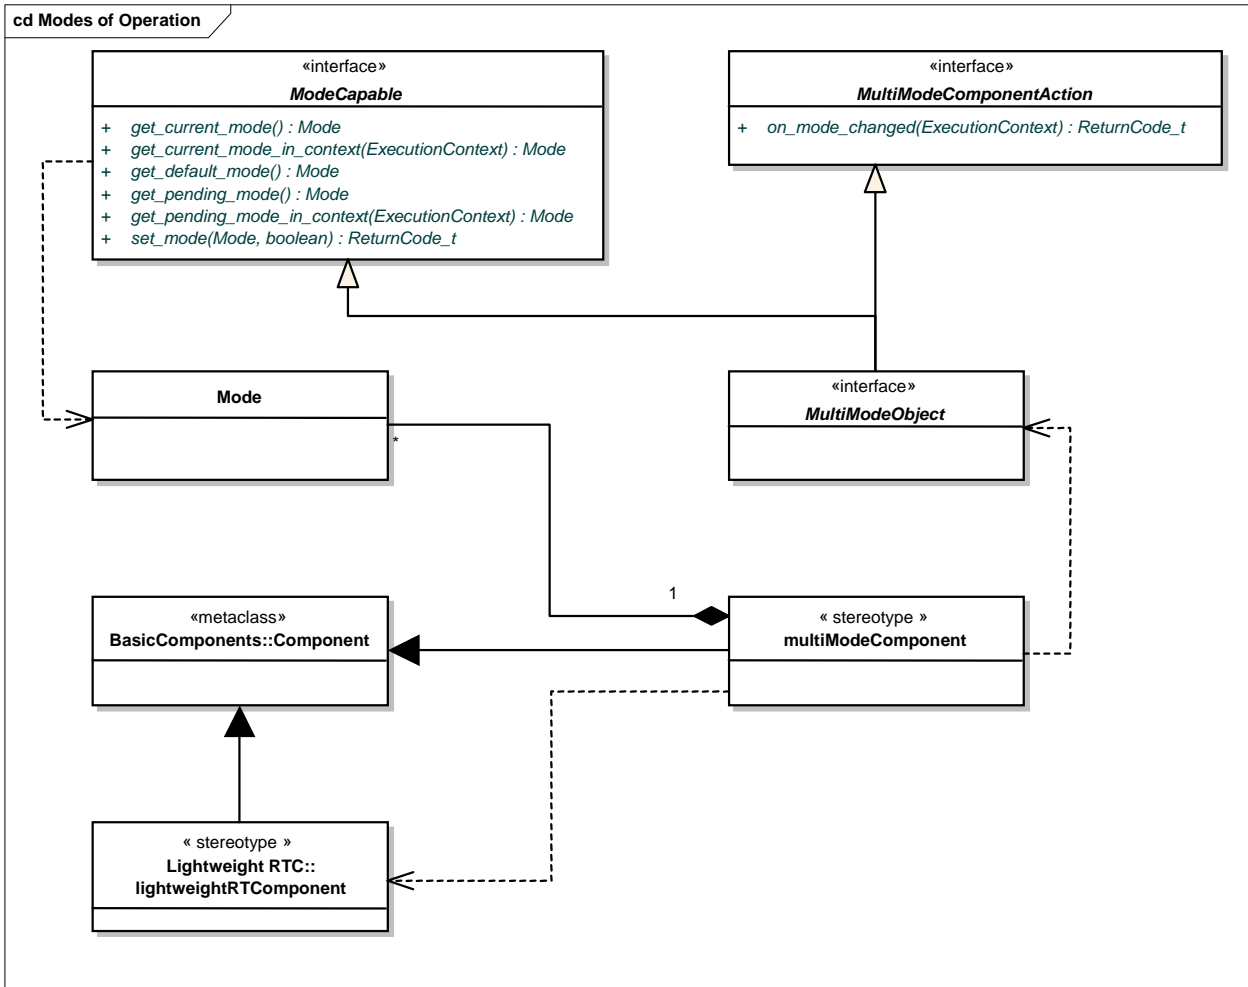 cd Modes of Operation
«interface»
ModeCapable
+ get_current_mode() : Mode
+ get_current_mode_in_context(ExecutionContext) : Mode
+ get_default_mode() : Mode
+ get_pending_mode() : Mode
+ get_pending_mode_in_context(ExecutionContext) : Mode
+ set_mode(Mode, boolean) : ReturnCode_t
«interface»
MultiModeComponentAction
+ on_mode_changed(ExecutionContext) : ReturnCode_t
Mode
*
«interface»
MultiModeObject
1
«metaclass»
BasicComponents::Component
« stereotype »
multiModeComponent
« stereotype »
Lightweight RTC::
lightweightRTComponent